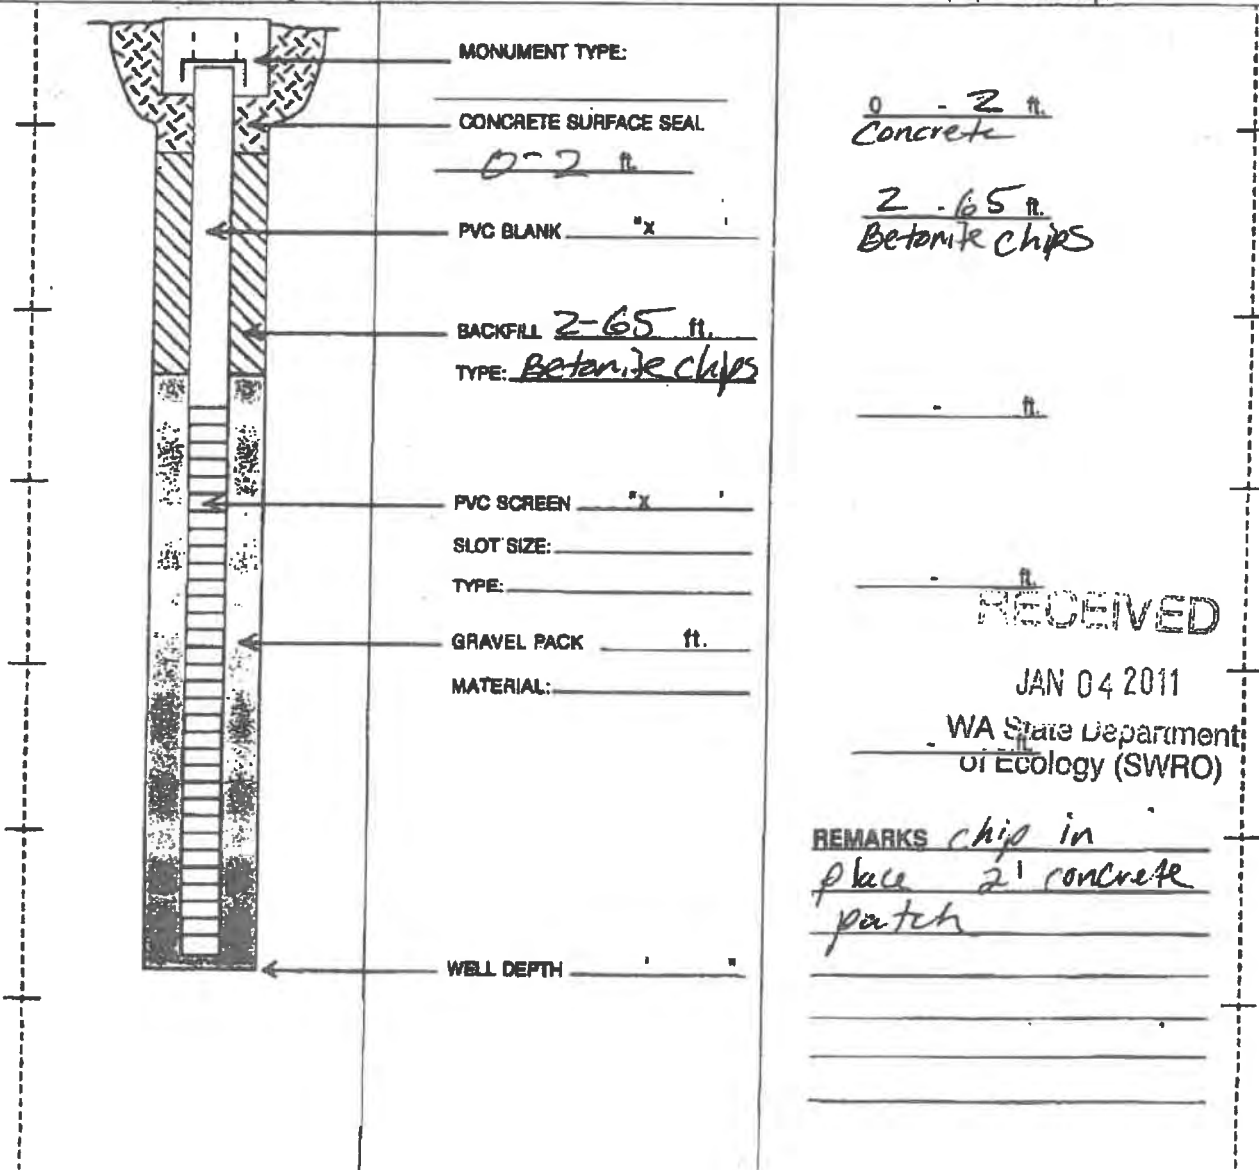 MONUMENT TYPE:
CONCRETE SURFACE SEAL
0-2 ft.
PVC BLANK "x '
BACKFILL 2-65 ft.
TYPE: Betonite chips
PVC SCREEN "x '
SLOT SIZE:
TYPE:
GRAVEL PACK ft.
MATERIAL:
WELL DEPTH ' "
0 - 2 ft.
Concrete
2 - 65 ft.
Betonite chips
- ft.
- ft.
RECEIVED
JAN 04 2011
WA State Department
- ft.
of Ecology (SWRO)
REMARKS chip in
place 2' concrete
patch